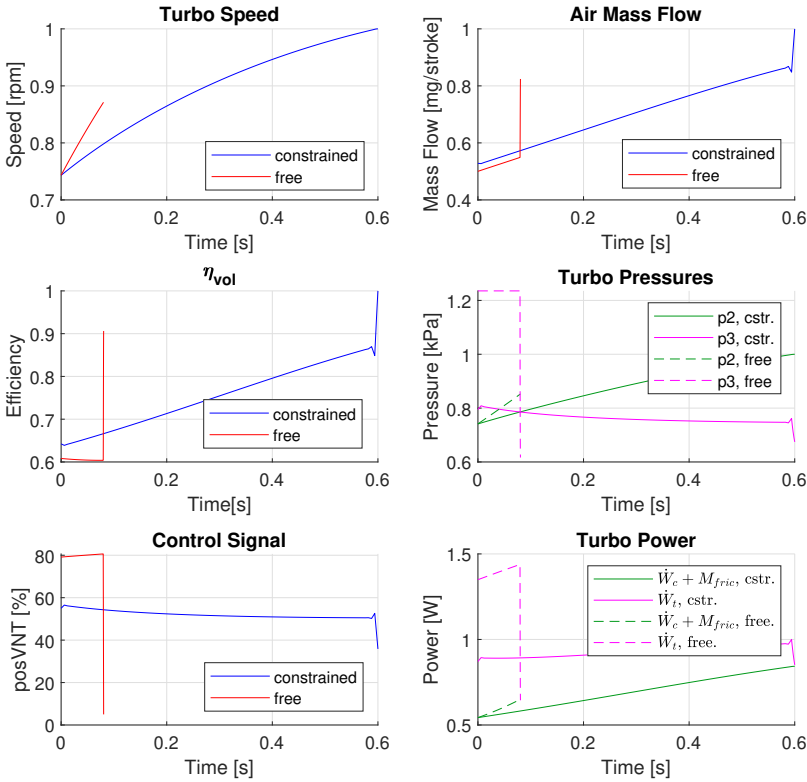 Turbo Speed
Speed [rpm]
1
0.9
0.8
0.7
0
0.2
0.4
0.6
Time [s]
constrained
free
Air Mass Flow
Mass Flow [mg/stroke]
1
0.8
0.6
0.4
0
0.2
0.4
0.6
Time [s]
constrained
free
η_vol
Efficiency
1
0.9
0.8
0.7
0.6
0
0.2
0.4
0.6
Time[s]
constrained
free
Turbo Pressures
Pressure [kPa]
1.2
1
0.8
0.6
0
0.2
0.4
0.6
Time [s]
p2, cstr.
p3, cstr.
p2, free
p3, free
Control Signal
posVNT [%]
80
60
40
20
0
0
0.2
0.4
0.6
Time [s]
constrained
free
Turbo Power
Power [W]
1.5
1
0.5
0
0.2
0.4
0.6
Time [s]
Ẇ_c + M_fric, cstr.
Ẇ_t, cstr.
Ẇ_c + M_fric, free.
Ẇ_t, free.